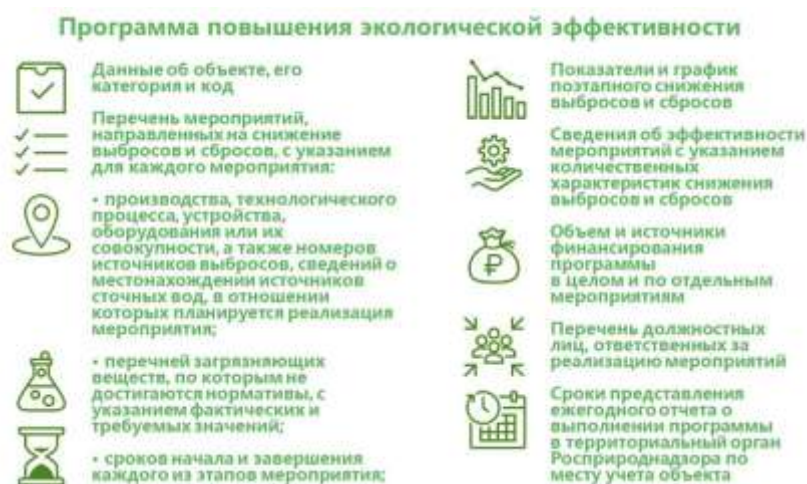 Программа повышения экологической эффективности
Данные об объекте, его
категория и код
Перечень мероприятий,
направленных на снижение
выбросов и сбросов, с указанием
для каждого мероприятия:
• производства, технологического
процесса, устройства,
оборудования или их
совокупности, а также номеров
источников выбросов, сведений о
местонахождении источников
сточных вод, в отношении
которых планируется реализация
мероприятия;
• перечней загрязняющих
веществ, по которым не
достигаются нормативы, с
указанием фактических и
требуемых значений;
• сроков начала и завершения
каждого из этапов мероприятия;
Показатели и график
поэтапного снижения
выбросов и сбросов
Сведения об эффективности
мероприятий с указанием
количественных
характеристик снижения
выбросов и сбросов
Объем и источники
финансирования
программы
в целом и по отдельным
мероприятиям
Перечень должностных
лиц, ответственных за
реализацию мероприятий
Сроки представления
ежегодного отчета о
выполнении программы
в территориальный орган
Росприроднадзора по
месту учета объекта